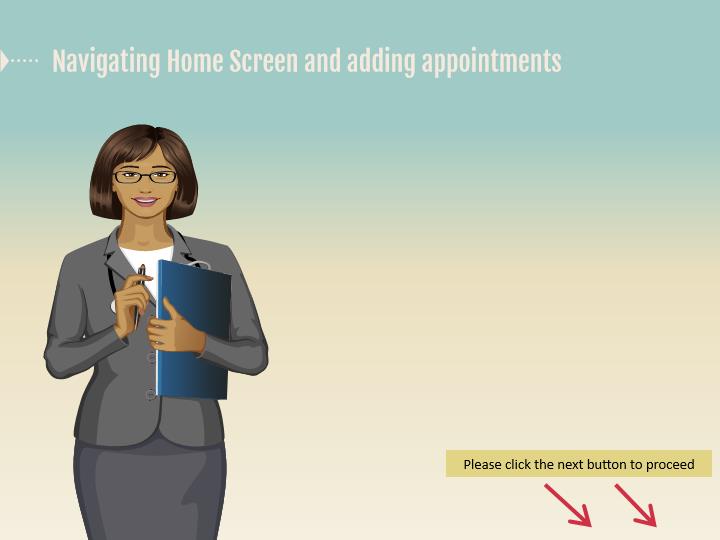 Navigating Home Screen and adding appointments
Please click the next button to proceed